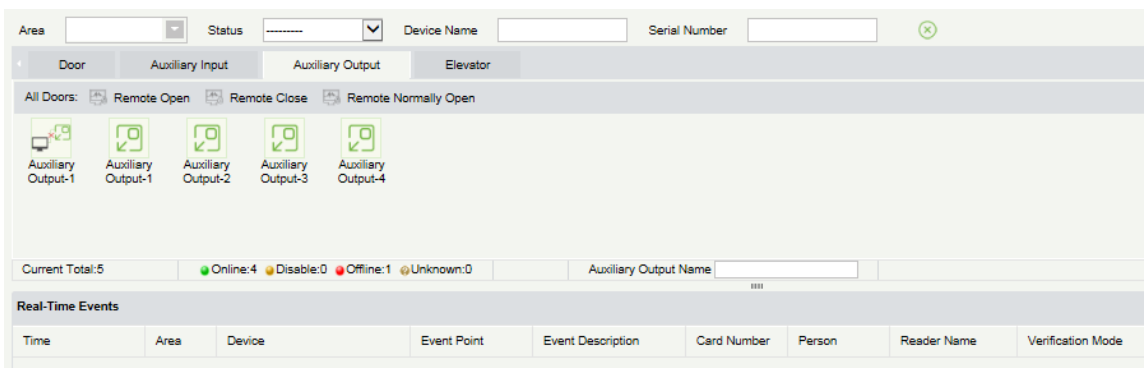 Area Status --------- Device Name Serial Number
Door Auxiliary Input Auxiliary Output Elevator
All Doors: Remote Open Remote Close Remote Normally Open
Auxiliary Output-1 Auxiliary Output-1 Auxiliary Output-2 Auxiliary Output-3 Auxiliary Output-4
Current Total:5 Online:4 Disable:0 Offline:1 Unknown:0 Auxiliary Output Name
Real-Time Events
Time Area Device Event Point Event Description Card Number Person Reader Name Verification Mode